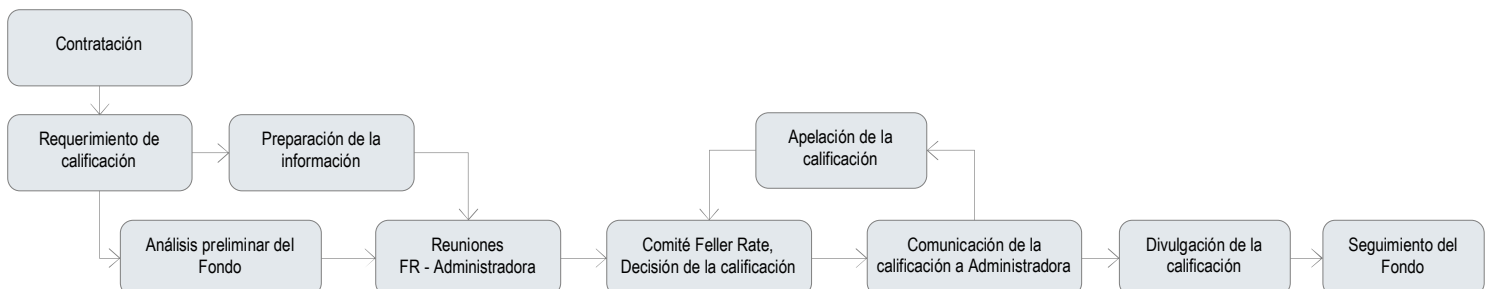 Contratación
Requerimiento de
calificación
Preparación de la
información
Apelación de la
calificación
Análisis preliminar del
Fondo
Reuniones
FR - Administradora
Comité Feller Rate,
Decisión de la calificación
Comunicación de la
calificación a Administradora
Divulgación de la
calificación
Seguimiento del
Fondo